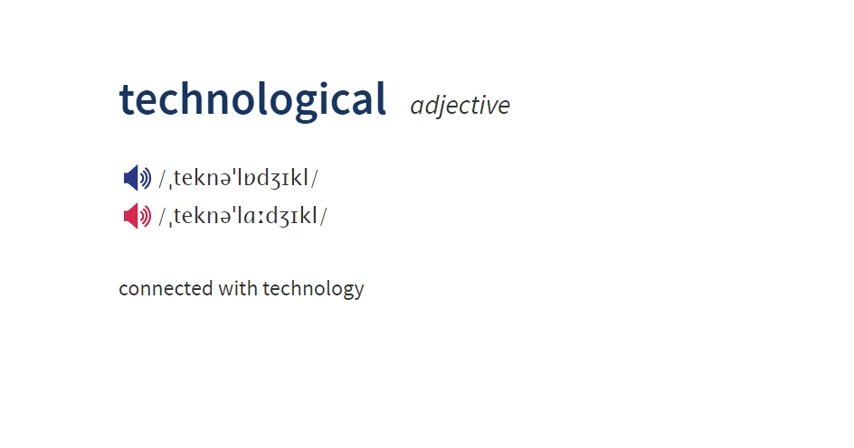 technological adjective
/ˌteknəˈlɒdʒɪkl/
/ˌteknəˈlɑːdʒɪkl/
connected with technology